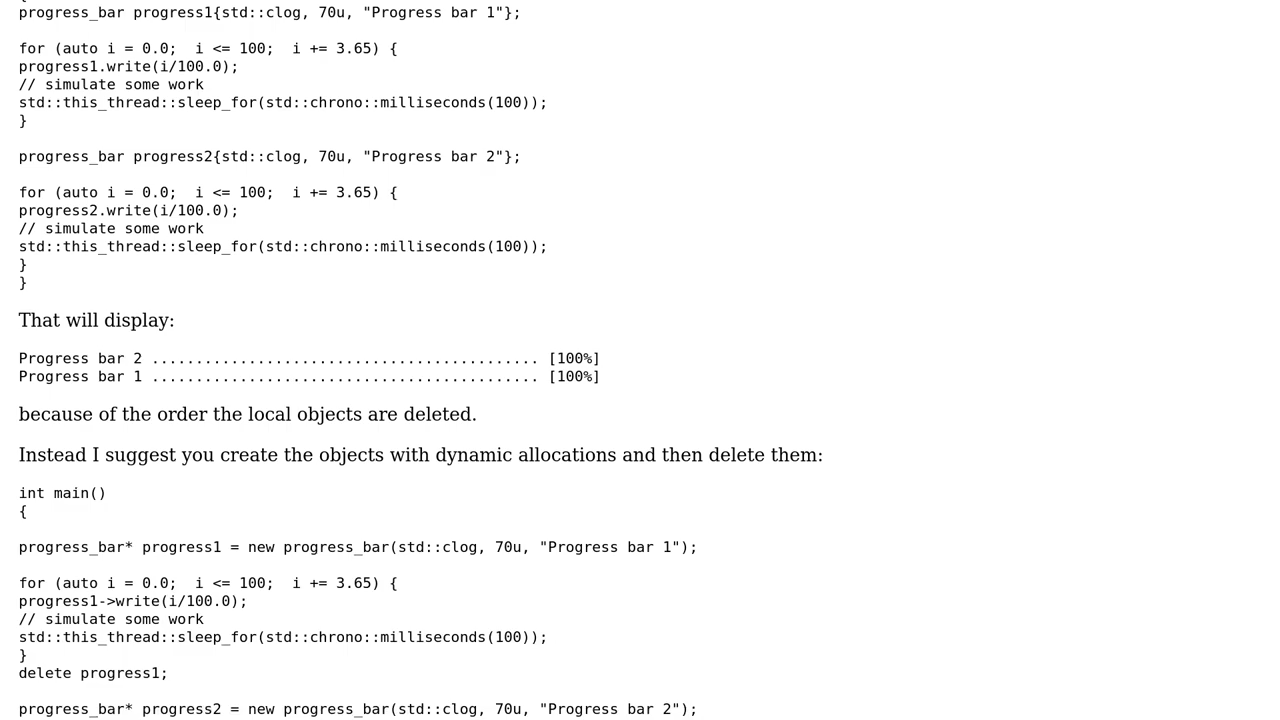 progress_bar progress1{std::clog, 70u, "Progress bar 1"};
for (auto i = 0.0;  i <= 100;  i += 3.65) {
progress1.write(i/100.0);
// simulate some work
std::this_thread::sleep_for(std::chrono::milliseconds(100));
}
progress_bar progress2{std::clog, 70u, "Progress bar 2"};
for (auto i = 0.0;  i <= 100;  i += 3.65) {
progress2.write(i/100.0);
// simulate some work
std::this_thread::sleep_for(std::chrono::milliseconds(100));
}
}
That will display:
Progress bar 2 ............................................ [100%]
Progress bar 1 ............................................ [100%]
because of the order the local objects are deleted.
Instead I suggest you create the objects with dynamic allocations and then delete them:
int main()
{
progress_bar* progress1 = new progress_bar(std::clog, 70u, "Progress bar 1");
for (auto i = 0.0;  i <= 100;  i += 3.65) {
progress1->write(i/100.0);
// simulate some work
std::this_thread::sleep_for(std::chrono::milliseconds(100));
}
delete progress1;
progress_bar* progress2 = new progress_bar(std::clog, 70u, "Progress bar 2");